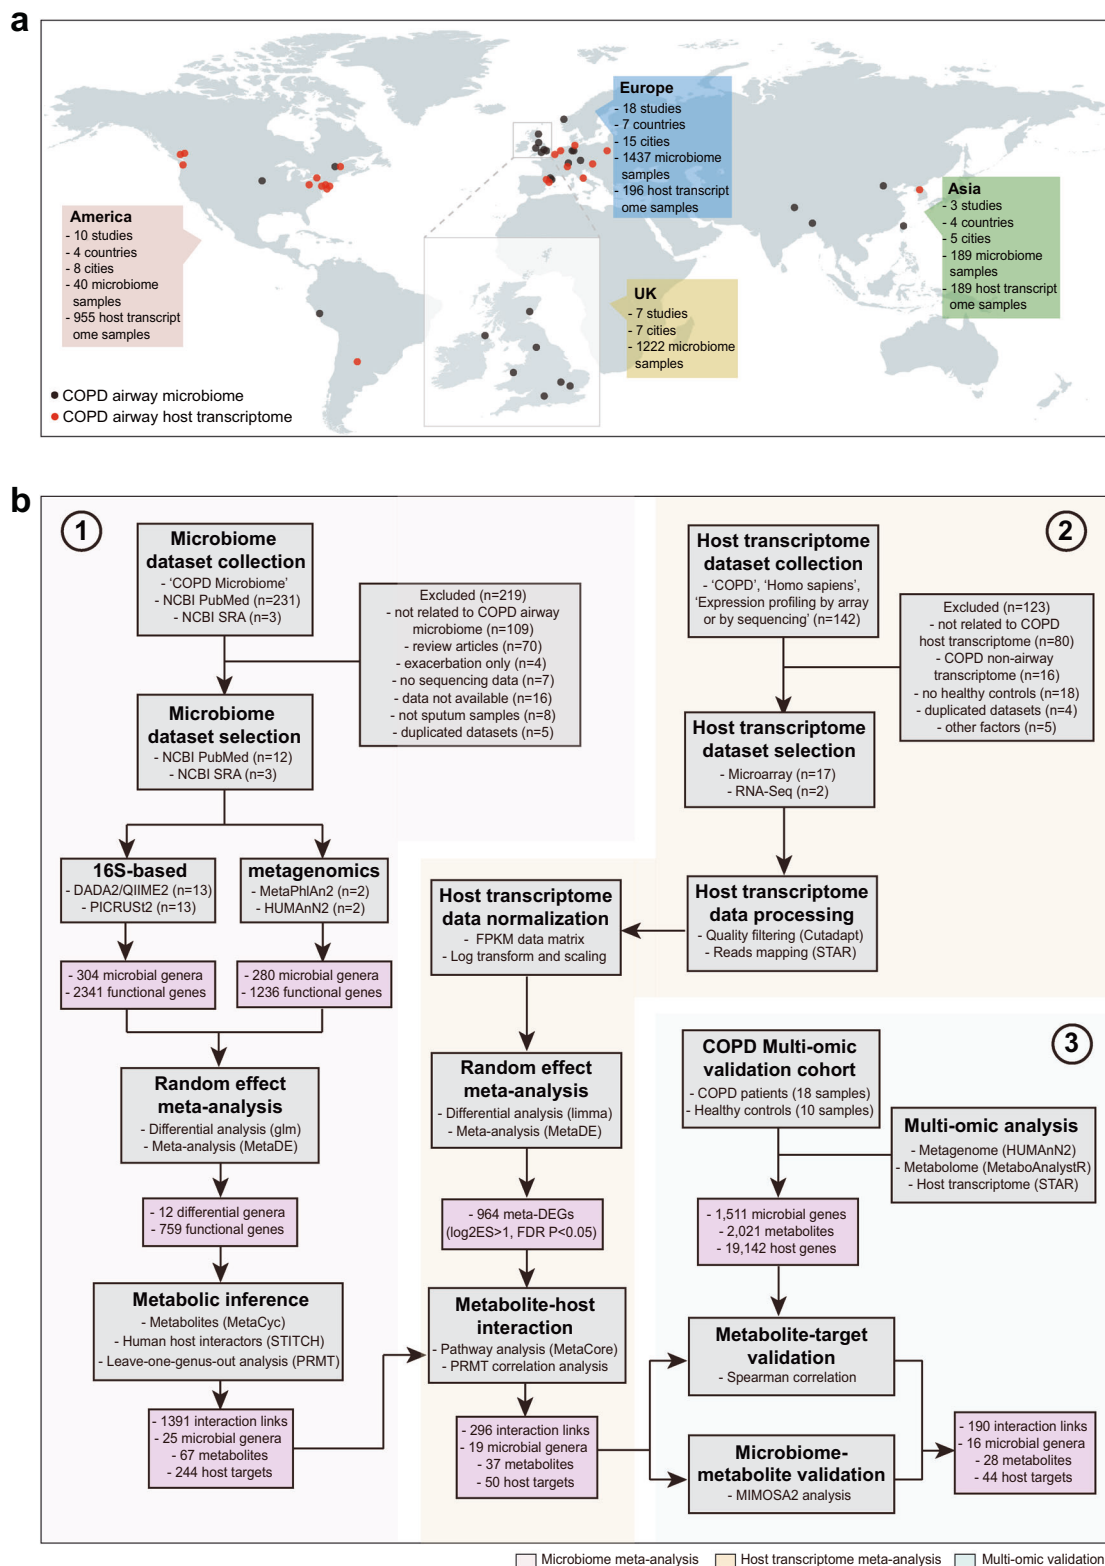 a
Europe
- 18 studies
- 7 countries
- 15 cities
- 1437 microbiome
samples
- 196 host transcript
ome samples
America
- 10 studies
- 4 countries
- 8 cities
- 40 microbiome
samples
- 955 host transcript
ome samples
Asia
- 3 studies
- 4 countries
- 5 cities
- 189 microbiome
samples
- 189 host transcript
ome samples
UK
- 7 studies
- 7 cities
- 1222 microbiome
samples
COPD airway microbiome
COPD airway host transcriptome
b
1
Microbiome
dataset collection
- ‘COPD Microbiome’
- NCBI PubMed (n=231)
- NCBI SRA (n=3)
Excluded (n=219)
- not related to COPD airway
microbiome (n=109)
- review articles (n=70)
- exacerbation only (n=4)
- no sequencing data (n=7)
- data not available (n=16)
- not sputum samples (n=8)
- duplicated datasets (n=5)
Microbiome
dataset selection
- NCBI PubMed (n=12)
- NCBI SRA (n=3)
16S-based
- DADA2/QIIME2 (n=13)
- PICRUSt2 (n=13)
metagenomics
- MetaPhlAn2 (n=2)
- HUMAnN2 (n=2)
- 304 microbial genera
- 2341 functional genes
- 280 microbial genera
- 1236 functional genes
Random effect
meta-analysis
- Differential analysis (glm)
- Meta-analysis (MetaDE)
- 12 differential genera
- 759 functional genes
Metabolic inference
- Metabolites (MetaCyc)
- Human host interactors (STITCH)
- Leave-one-genus-out analysis (PRMT)
- 1391 interaction links
- 25 microbial genera
- 67 metabolites
- 244 host targets
2
Host transcriptome
dataset collection
- ‘COPD’, ‘Homo sapiens’,
‘Expression profiling by array
or by sequencing’ (n=142)
Excluded (n=123)
- not related to COPD
host transcriptome (n=80)
- COPD non-airway
transcriptome (n=16)
- no healthy controls (n=18)
- duplicated datasets (n=4)
- other factors (n=5)
Host transcriptome
dataset selection
- Microarray (n=17)
- RNA-Seq (n=2)
Host transcriptome
data processing
- Quality filtering (Cutadapt)
- Reads mapping (STAR)
Host transcriptome
data normalization
- FPKM data matrix
- Log transform and scaling
Random effect
meta-analysis
- Differential analysis (limma)
- Meta-analysis (MetaDE)
- 964 meta-DEGs
(log2ES>1, FDR P<0.05)
Metabolite-host
interaction
- Pathway analysis (MetaCore)
- PRMT correlation analysis
- 296 interaction links
- 19 microbial genera
- 37 metabolites
- 50 host targets
3
COPD Multi-omic
validation cohort
- COPD patients (18 samples)
- Healthy controls (10 samples)
Multi-omic analysis
- Metagenome (HUMAnN2)
- Metabolome (MetaboAnalystR)
- Host transcriptome (STAR)
- 1,511 microbial genes
- 2,021 metabolites
- 19,142 host genes
Metabolite-target
validation
- Spearman correlation
Microbiome-
metabolite validation
- MIMOSA2 analysis
- 190 interaction links
- 16 microbial genera
- 28 metabolites
- 44 host targets
Microbiome meta-analysis
Host transcriptome meta-analysis
Multi-omic validation